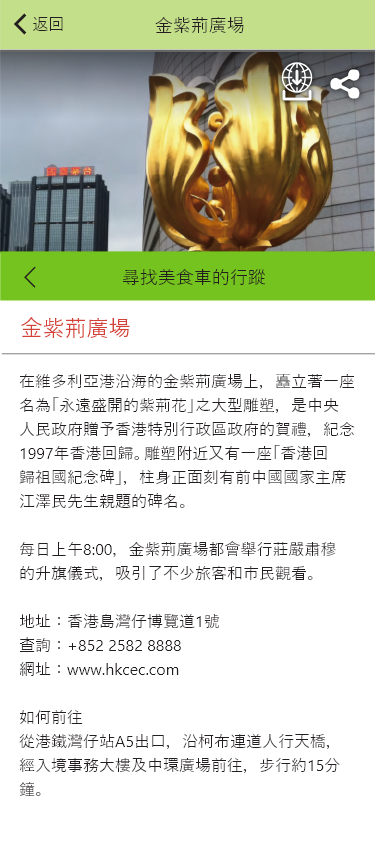 返回
金紫荊廣場
尋找美食車的行蹤
金紫荊廣場
在維多利亞港沿海的金紫荊廣場上，矗立著一座
名為「永遠盛開的紫荊花」之大型雕塑，是中央
人民政府贈予香港特別行政區政府的賀禮，紀念
1997年香港回歸。雕塑附近又有一座「香港回
歸祖國紀念碑」，柱身正面刻有前中國國家主席
江澤民先生親題的碑名。
每日上午8:00，金紫荊廣場都會舉行莊嚴肅穆
的升旗儀式，吸引了不少旅客和市民觀看。
地址：香港島灣仔博覽道1號
查詢：+852 2582 8888
網址：www.hkcec.com
如何前往
從港鐵灣仔站A5出口，沿柯布連道人行天橋，
經入境事務大樓及中環廣場前往，步行約15分
鐘。